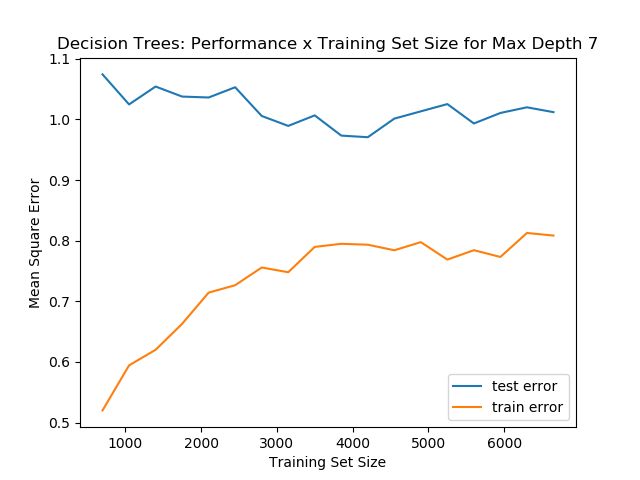 Decision Trees: Performance x Training Set Size for Max Depth 7
1.1
1.0
0.9
0.8
0.7
0.6
0.5
Mean Square Error
test error
train error
1000 2000 3000 4000 5000 6000
Training Set Size